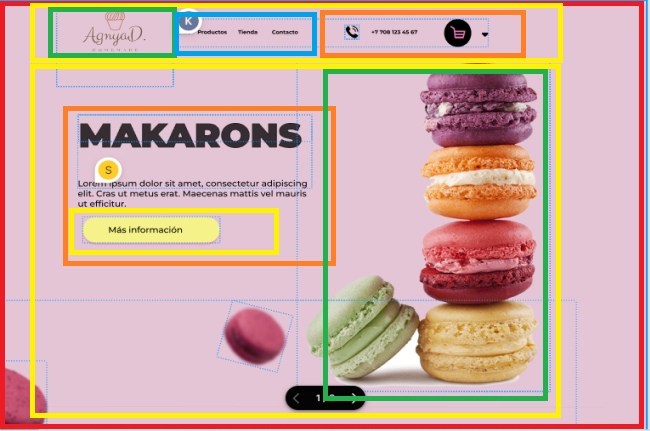 AgnyaD.
K
Productos Tienda Contacto
+7 708 123 45 67
MAKARONS
S
Lorem ipsum dolor sit amet, consectetur adipiscing
elit. Cras ut metus erat. Maecenas mattis vel mauris
ut efficitur.
Más información
1